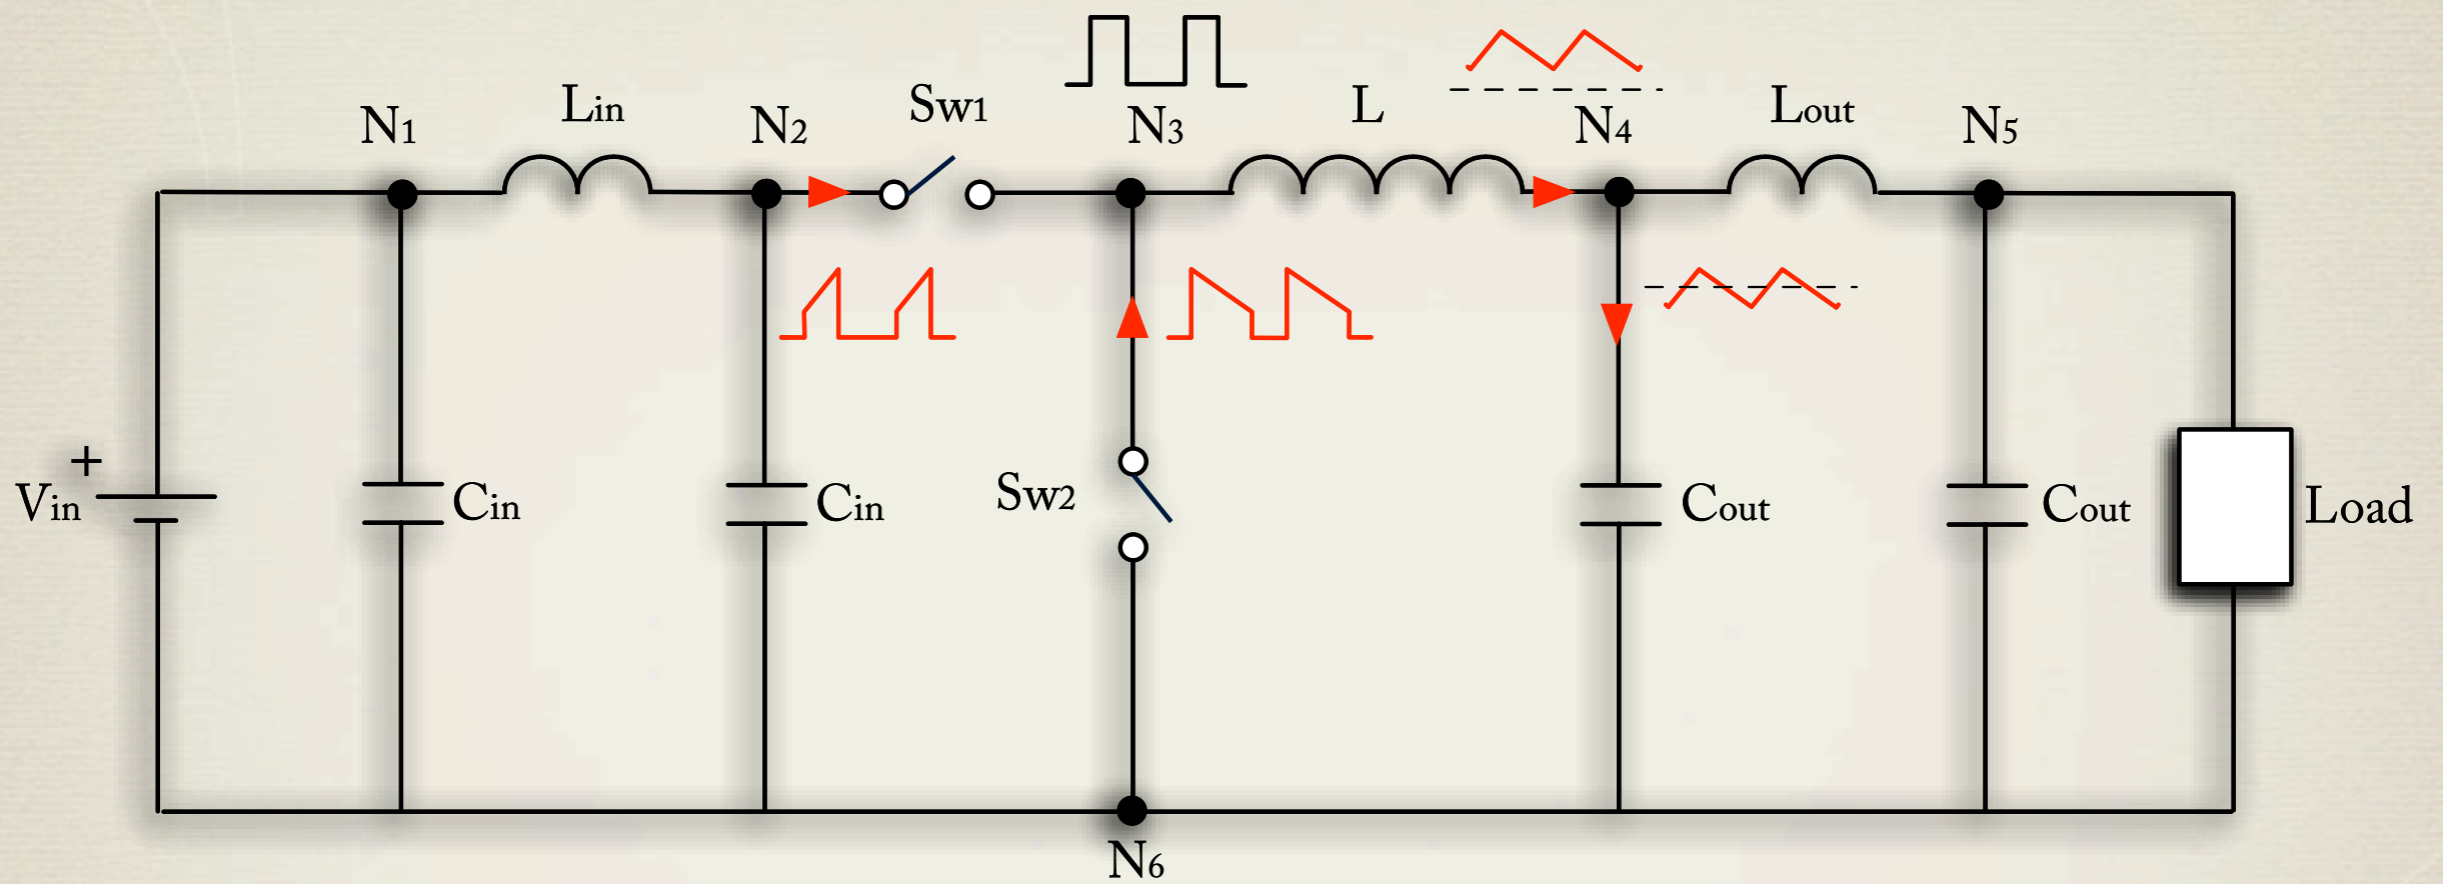 N1
Lin
N2
Sw1
N3
L
N4
Lout
N5
+
Vin
Cin
Cin
Sw2
Cout
Cout
Load
N6